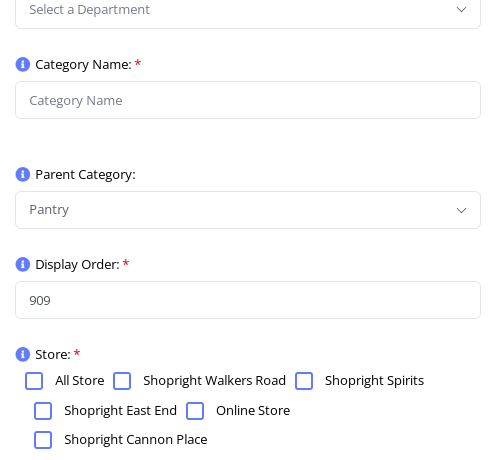 Select a Department
Category Name: *
Category Name
Parent Category:
Pantry
Display Order: *
909
Store: *
All Store Shopright Walkers Road Shopright Spirits
Shopright East End Online Store
Shopright Cannon Place